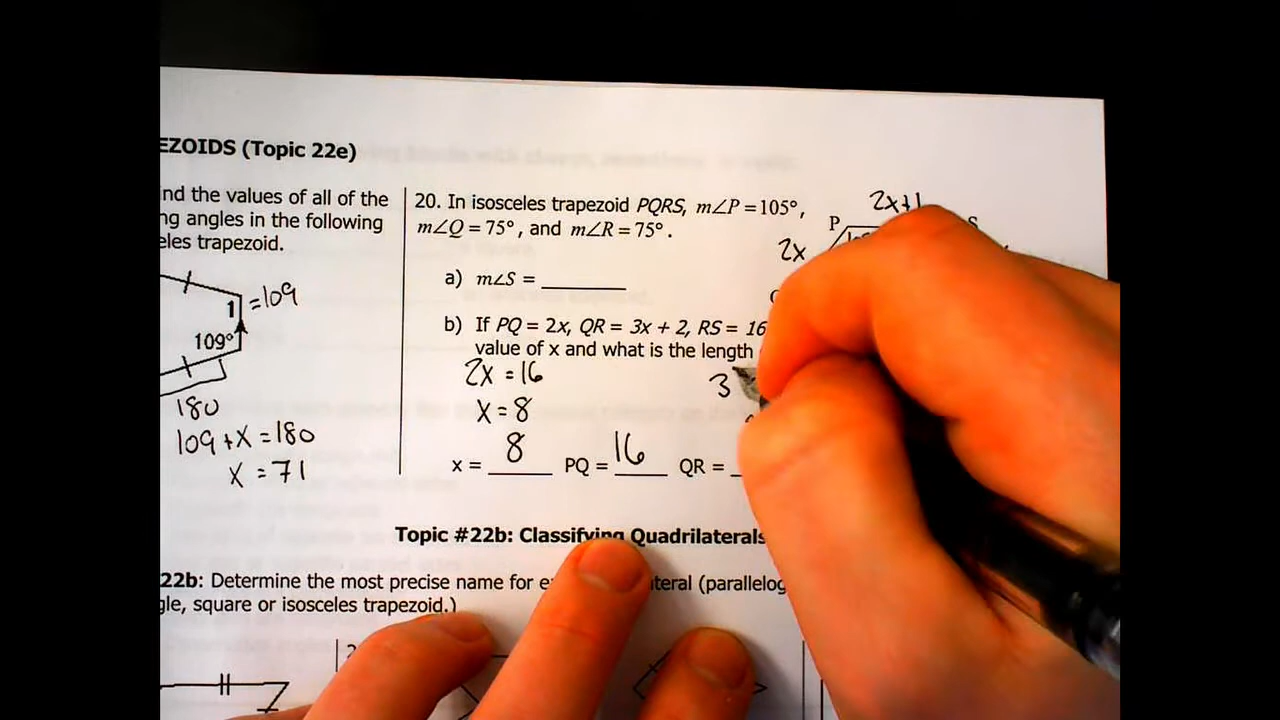 EZOIDS (Topic 22e)
nd the values of all of the
ng angles in the following
eles trapezoid.
1
=109
109°
180
109+x=180
x=71
20. In isosceles trapezoid PQRS, m∠P=105°,
m∠Q=75°, and m∠R=75°.
2x+1
P
S
2x
a) m∠S = ________
b) If PQ = 2x, QR = 3x + 2, RS = 16
value of x and what is the length
2x=16
3
x=8
x = 8 PQ = 16 QR =
Topic #22b: Classifying Quadrilaterals
22b: Determine the most precise name for (parallelog
gle, square or isosceles trapezoid.)